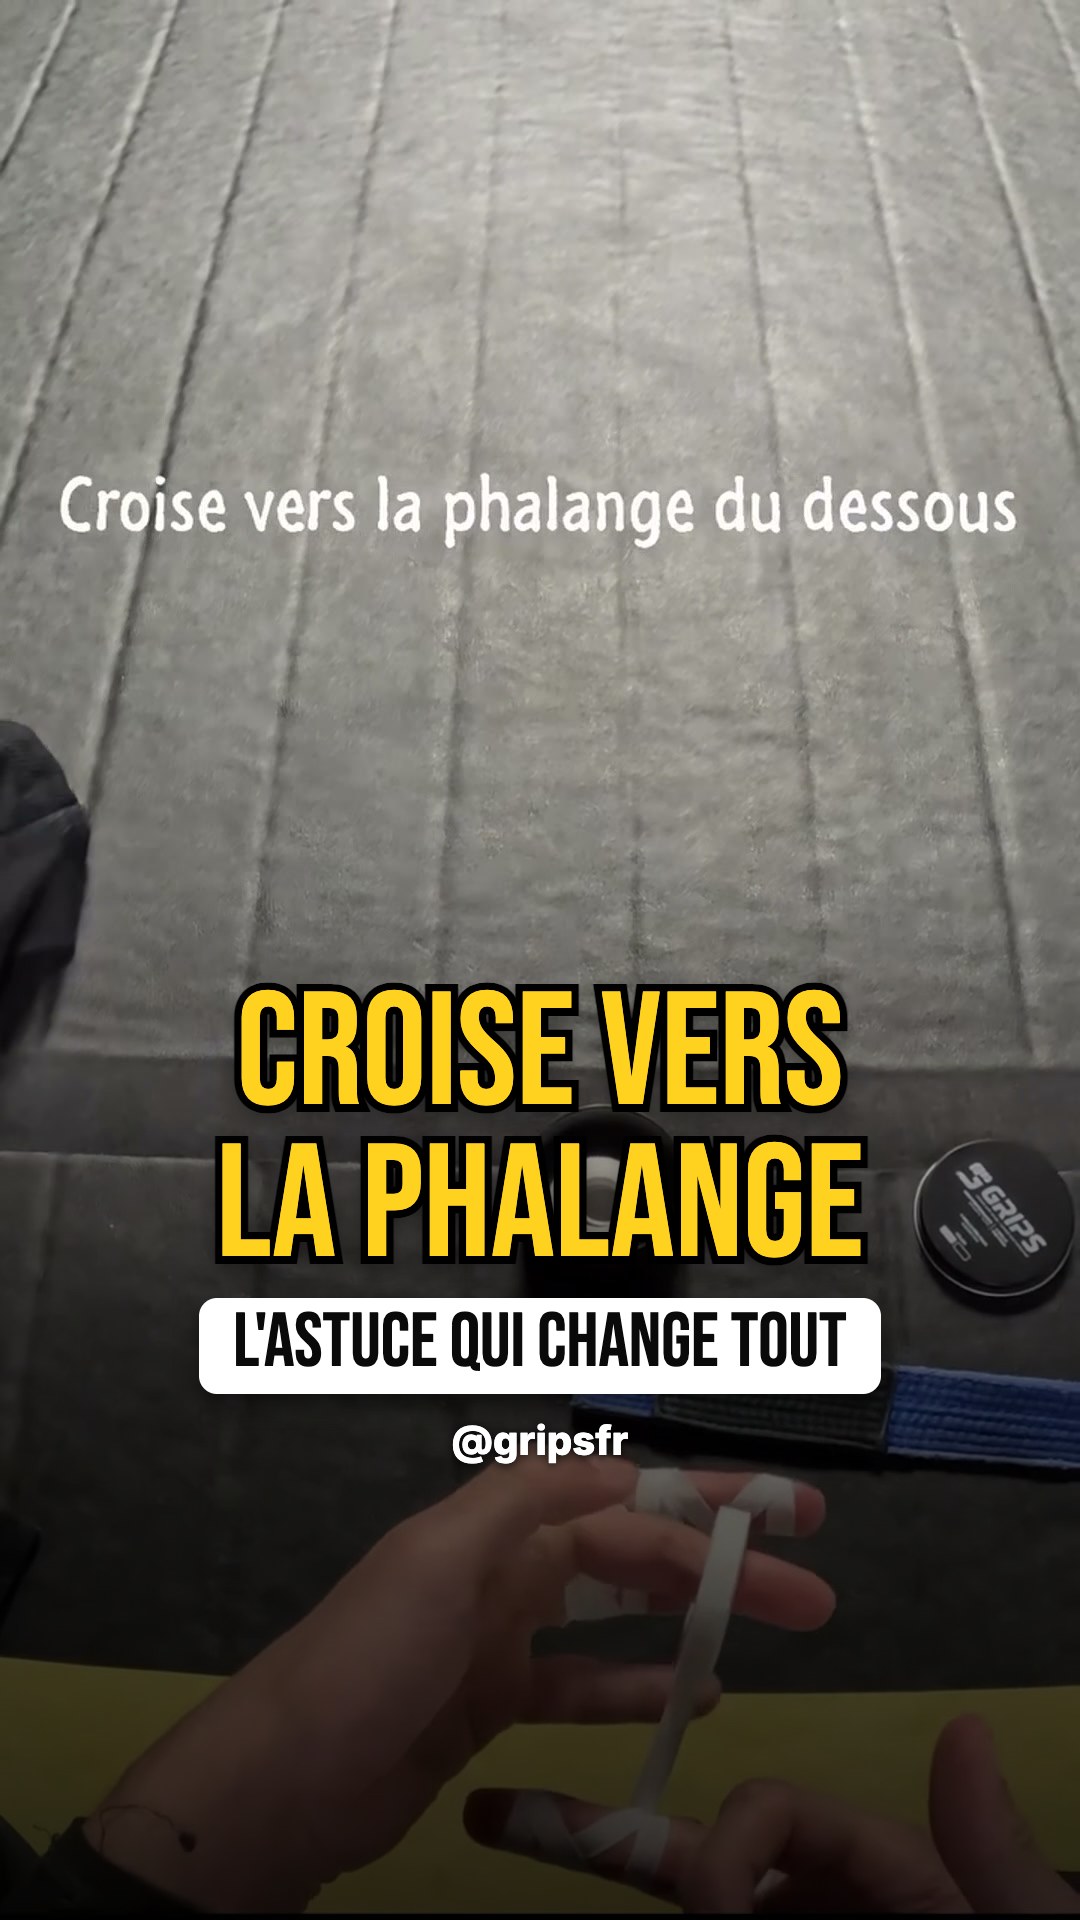 Croise vers la phalange du dessous
CROISE VERS
LA PHALANGE
GRIPS
L'ASTUCE QUI CHANGE TOUT
@gripsfr